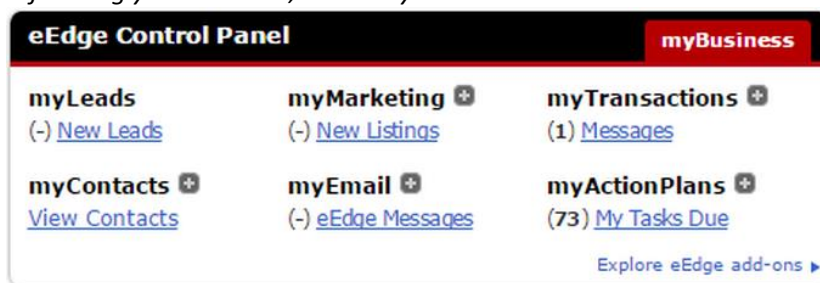 eEdge Control Panel
myBusiness
myLeads
(-) New Leads
myMarketing
(-) New Listings
myTransactions
(1) Messages
myContacts
View Contacts
myEmail
(-) eEdge Messages
myActionPlans
(73) My Tasks Due
Explore eEdge add-ons